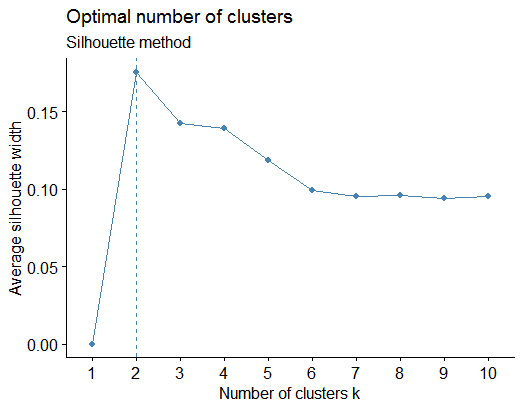 Optimal number of clusters
Silhouette method
Average silhouette width
0.15
0.10
0.05
0.00
1 2 3 4 5 6 7 8 9 10
Number of clusters k